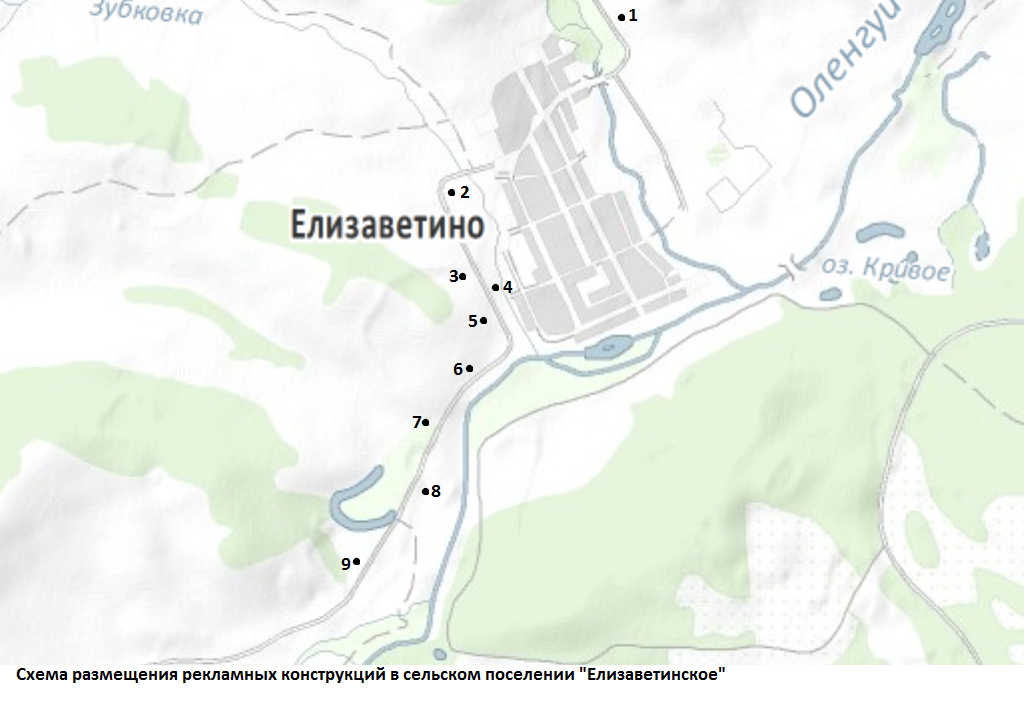 Зубковка
1
Оленгуй
2
Елизаветино
3
4
оз. Кривое
5
6
7
8
9
Схема размещения рекламных конструкций в сельском поселении "Елизаветинское"